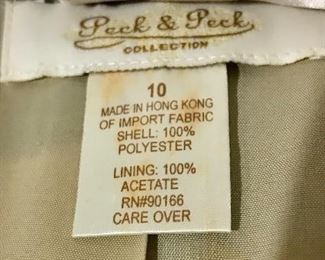 Peck & Peck
COLLECTION
10
MADE IN HONG KONG
OF IMPORT FABRIC
SHELL: 100%
POLYESTER
LINING: 100%
ACETATE
RN#90166
CARE OVER